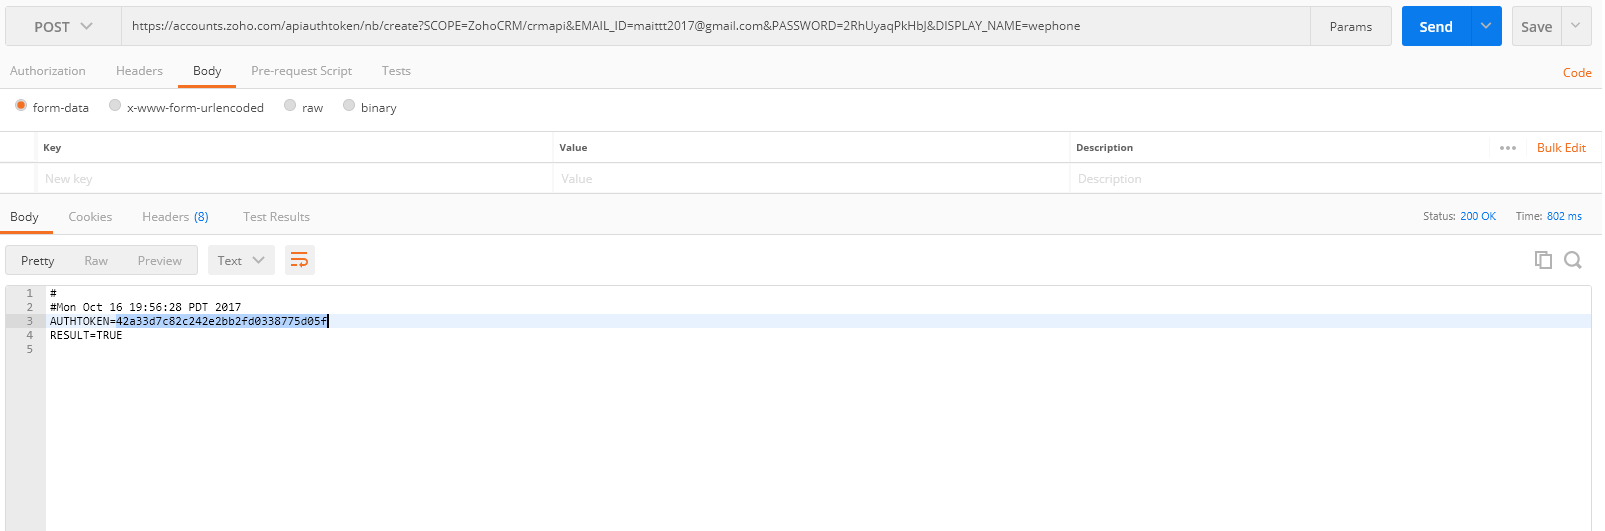 POST https://accounts.zoho.com/apiauthtoken/nb/create?SCOPE=ZohoCRM/crmapi&EMAIL_ID=maittt2017@gmail.com&PASSWORD=2RhUyaqPkHbJ&DISPLAY_NAME=wephone Params Send Save
Authorization Headers Body Pre-request Script Tests Code
form-data x-www-form-urlencoded raw binary
Key Value Description Bulk Edit
New key Value Description
Body Cookies Headers (8) Test Results Status: 200 OK Time: 802 ms
Pretty Raw Preview Text
1 #
2 #Mon Oct 16 19:56:28 PDT 2017
3 AUTHTOKEN=42a33d7c82c242e2bb2fd0338775d05f
4 RESULT=TRUE
5